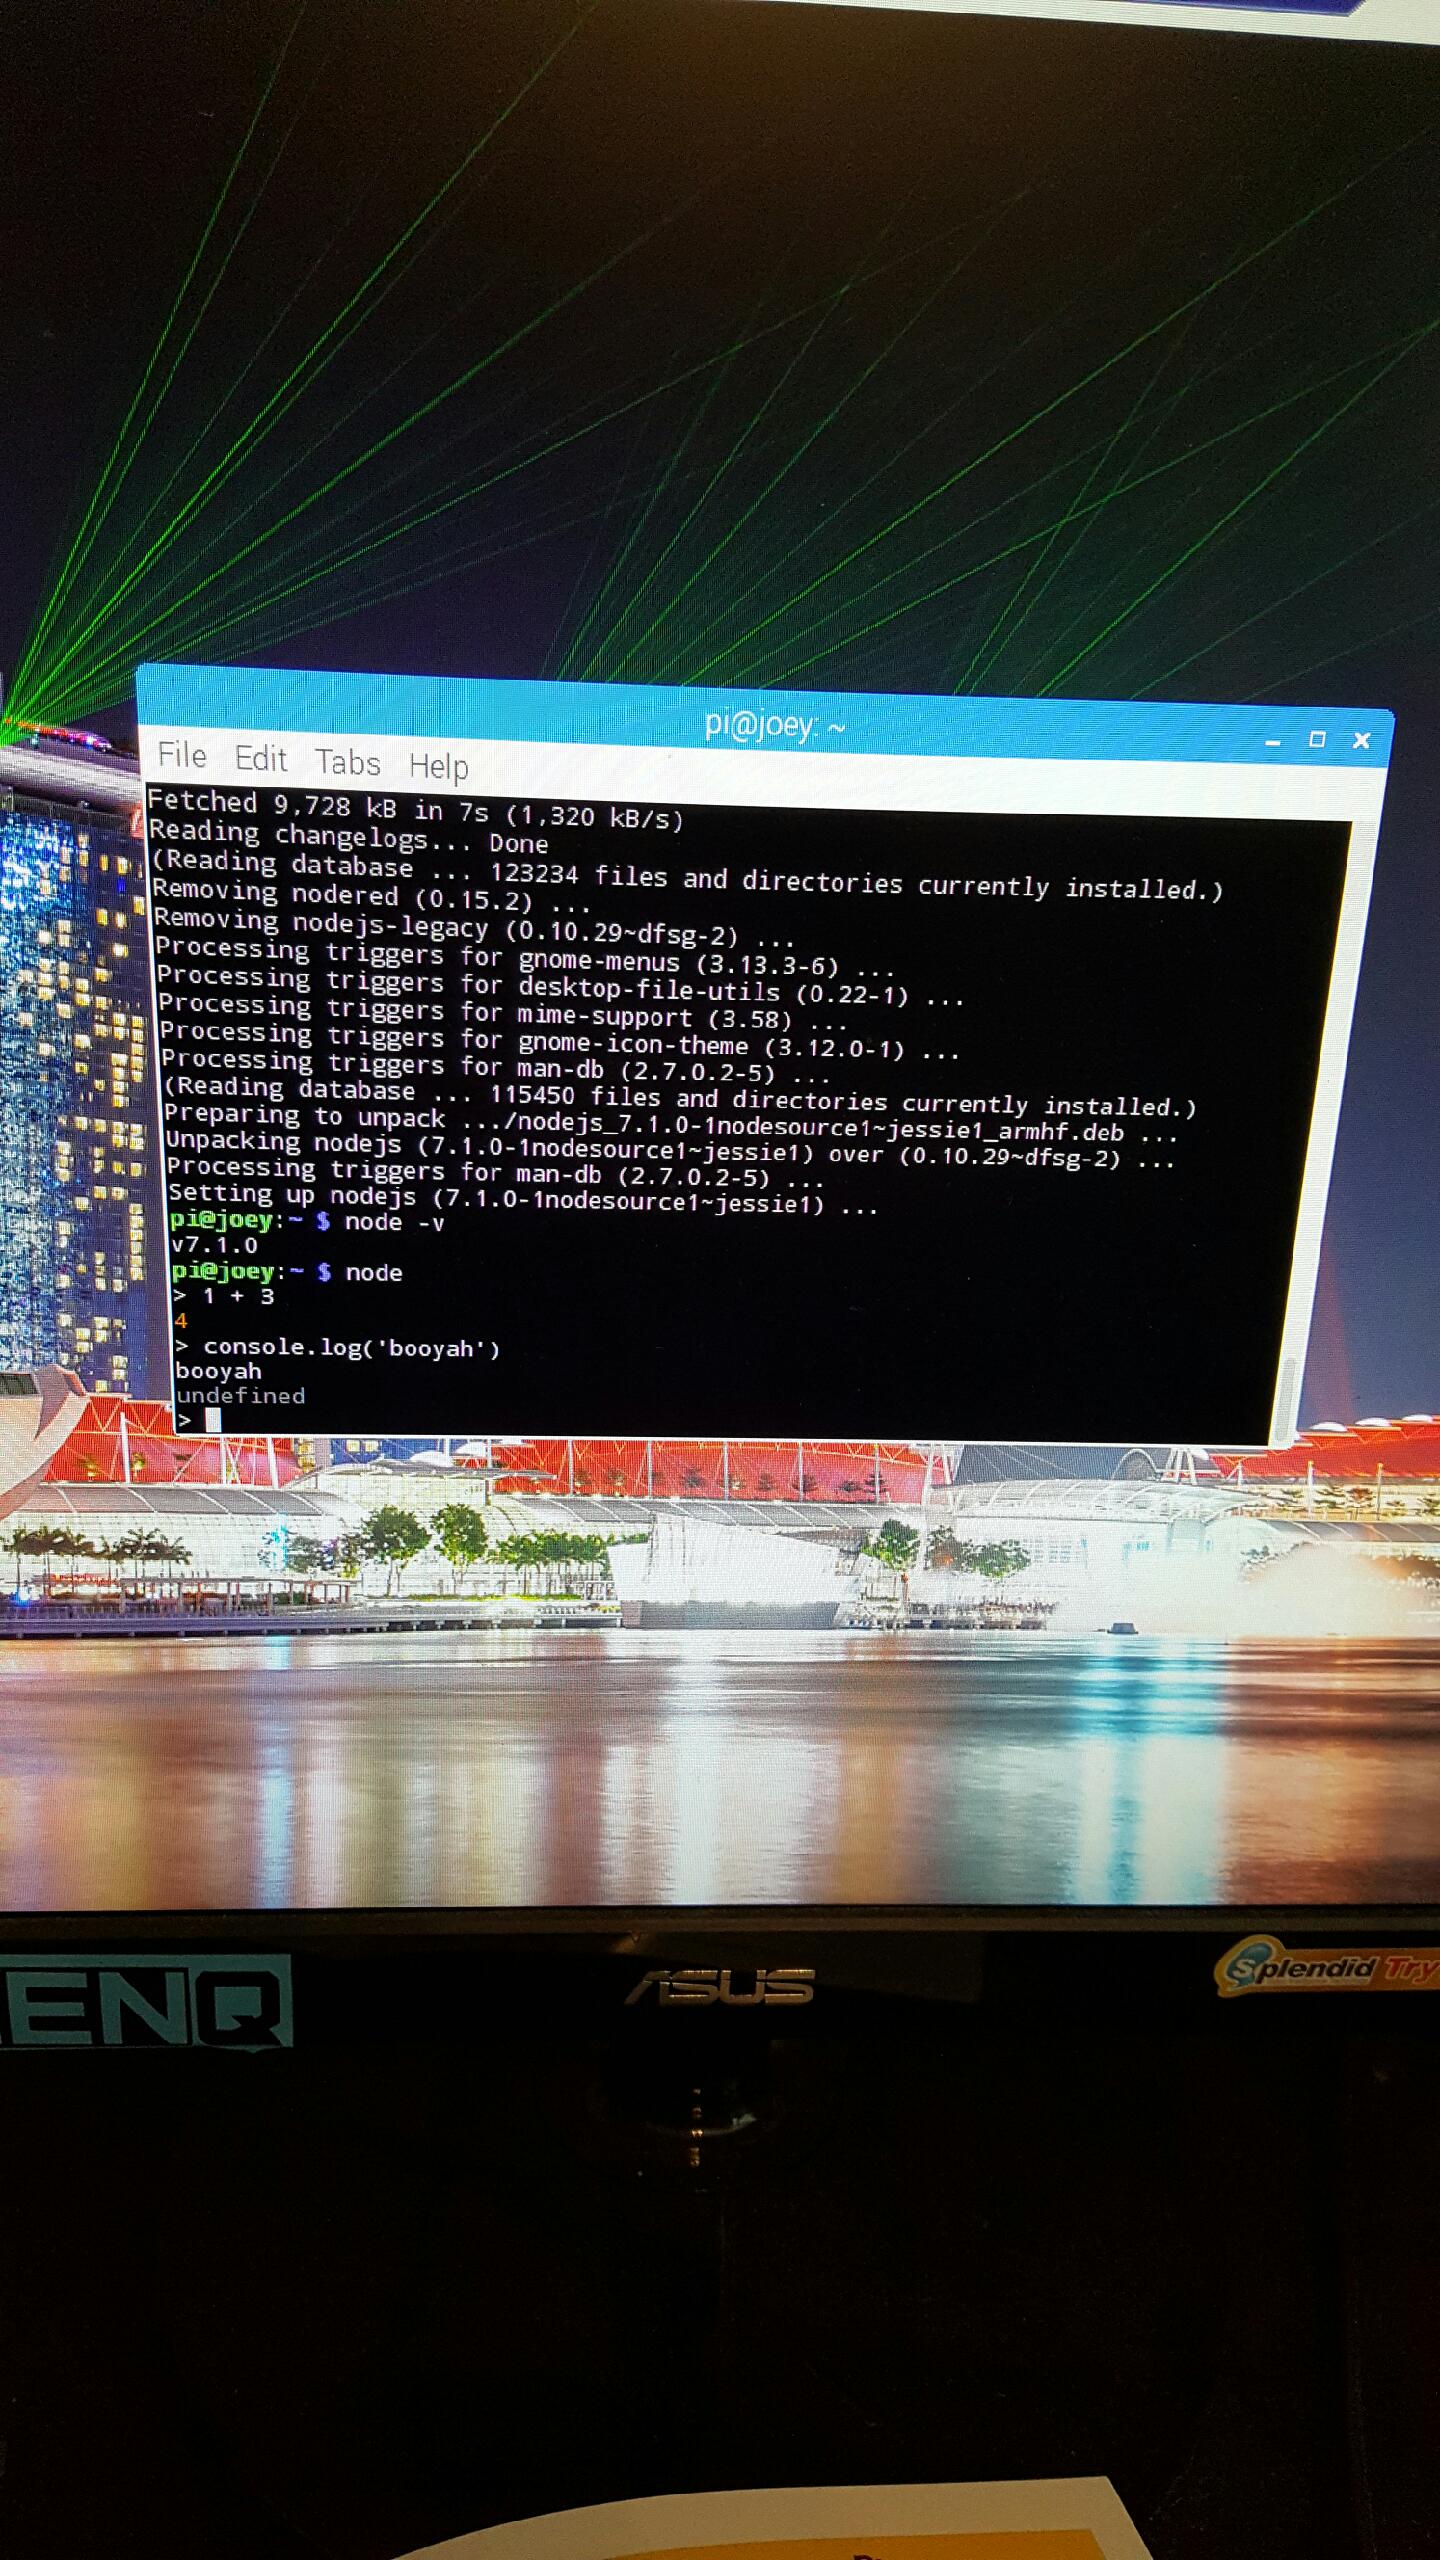 pi@joey: ~
File Edit Tabs Help
Fetched 9,728 kB in 7s (1,320 kB/s)
Reading changelogs... Done
(Reading database ... 123234 files and directories currently installed.)
Removing nodered (0.15.2) ...
Removing nodejs-legacy (0.10.29~dfsg-2) ...
Processing triggers for gnome-menus (3.13.3-6) ...
Processing triggers for desktop-file-utils (0.22-1) ...
Processing triggers for mime-support (3.58) ...
Processing triggers for gnome-icon-theme (3.12.0-1) ...
Processing triggers for man-db (2.7.0.2-5) ...
(Reading database ... 115450 files and directories currently installed.)
Preparing to unpack .../nodejs_7.1.0-1nodesource1~jessie1_armhf.deb ...
Unpacking nodejs (7.1.0-1nodesource1~jessie1) over (0.10.29~dfsg-2) ...
Processing triggers for man-db (2.7.0.2-5) ...
Setting up nodejs (7.1.0-1nodesource1~jessie1) ...
pi@joey:~ $ node -v
v7.1.0
pi@joey:~ $ node
> 1 + 3
4
> console.log('booyah')
booyah
undefined
>
ENQ
ASUS
Splendid Try